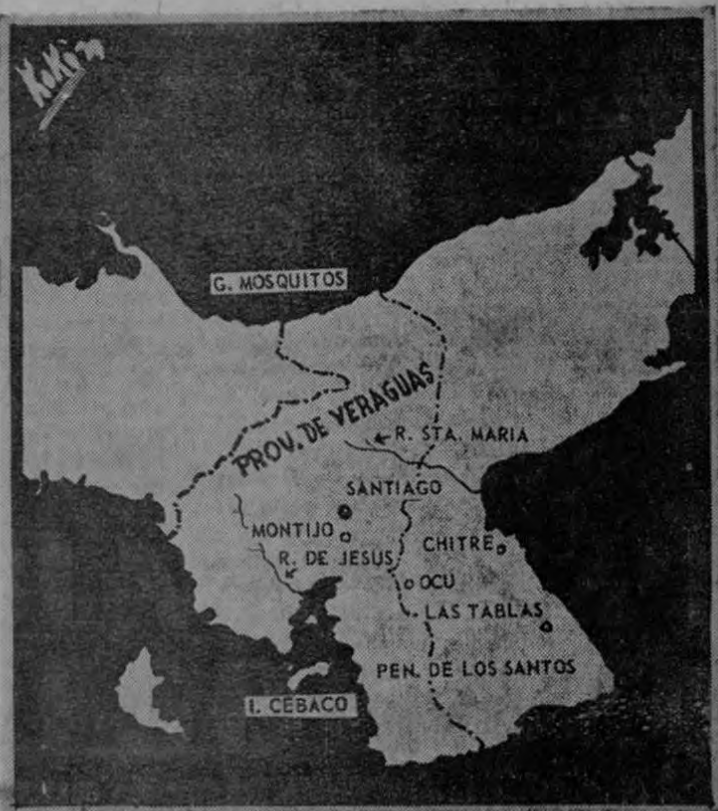 KoKín
G. MOSQUITOS
PROV. DE VERAGUAS
R. STA. MARIA
SANTIAGO
MONTIJO
CHITRE
R. DE JESUS
OCU
LAS TABLAS
PEN. DE LOS SANTOS
I. CEBACO